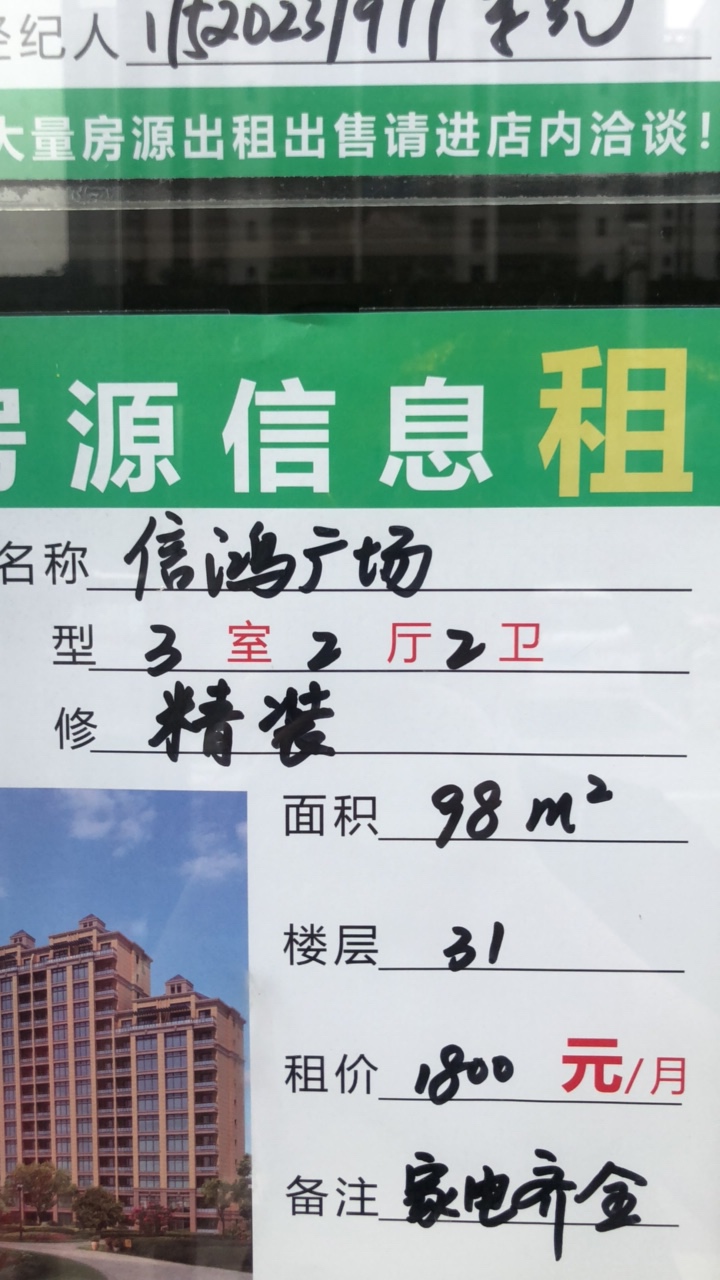 经纪人
大量房源出租出售请进店内洽谈！
房源信息 租
名称 信鸿广场
型 3 室 2 厅 2 卫
修 精装
面积 98 m²
楼层 31
租价 1800 元/月
备注 家电齐全